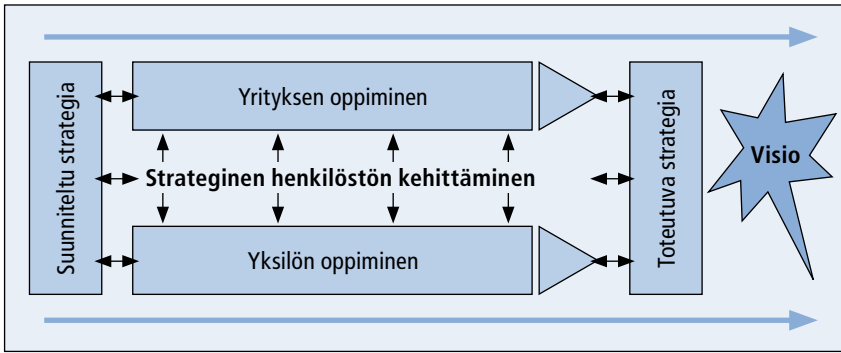 Suunniteltu strategia
Yrityksen oppiminen
Strateginen henkilöstön kehittäminen
Yksilön oppiminen
Toteutuva strategia
Visio